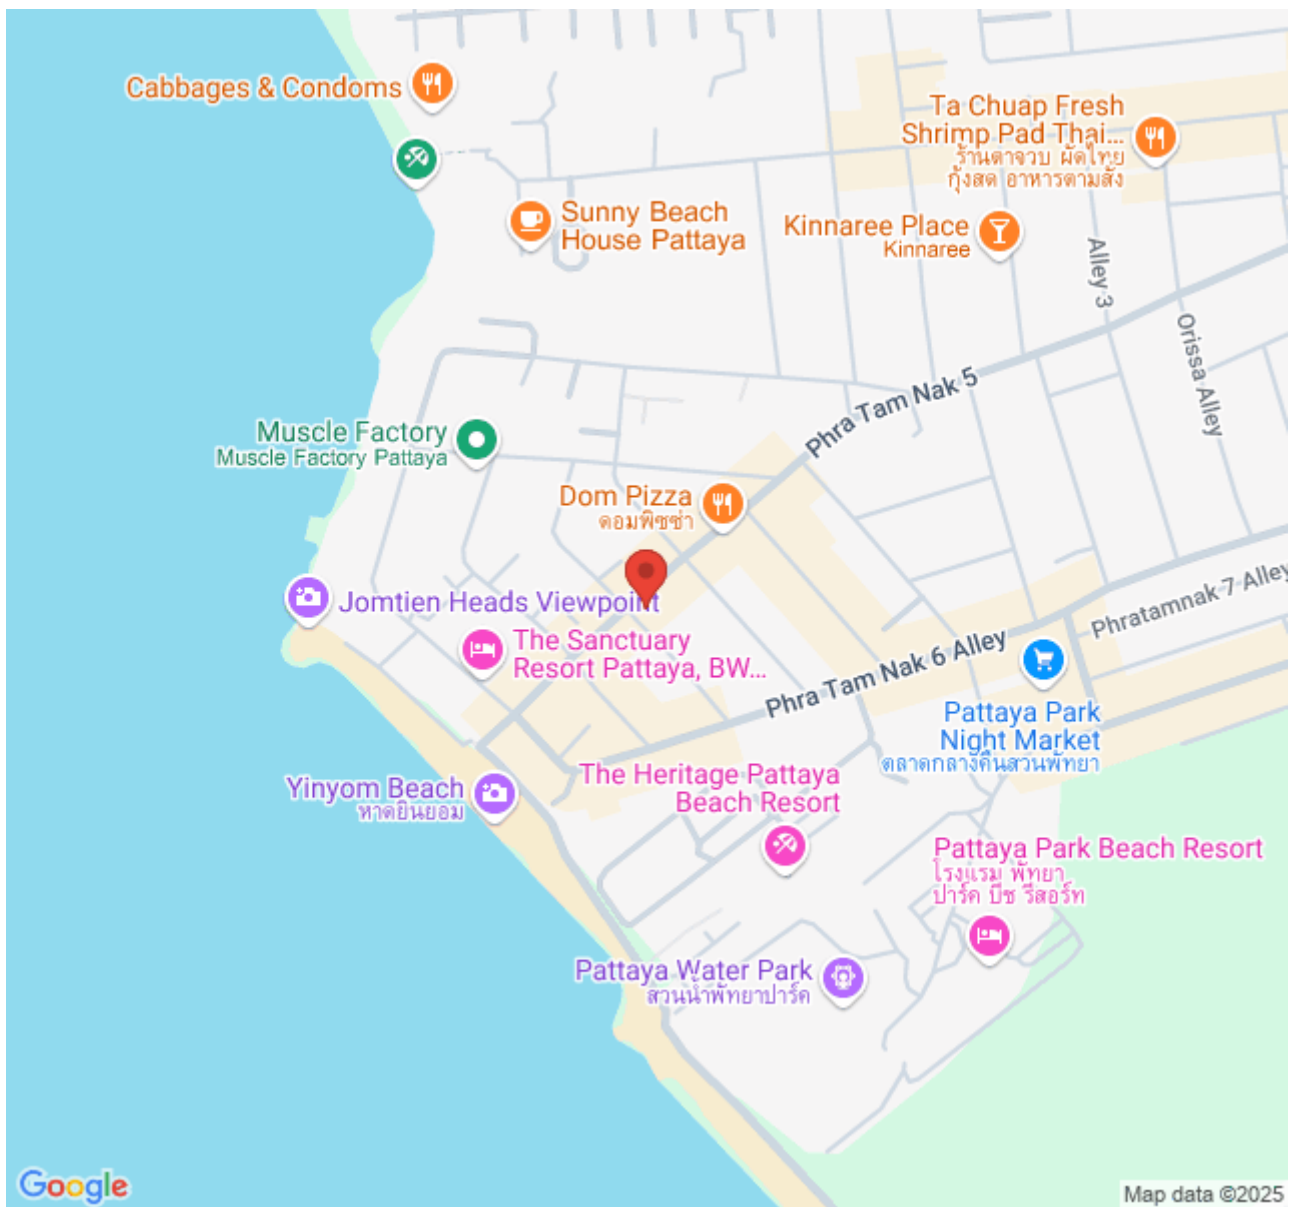 Cabbages & Condoms
Ta Chuap Fresh
Shrimp Pad Thai...
ร้านตาจวบ ผัดไทย
กุ้งสด อาหารตามสั่ง
Sunny Beach
House Pattaya
Kinnaree Place
Kinnaree
Alley 3
Orissa Alley
Phra Tam Nak 5
Muscle Factory
Muscle Factory Pattaya
Dom Pizza
ดอมพิซซ่า
Jomtien Heads Viewpoint
Phratamnak 7 Alley
The Sanctuary
Resort Pattaya, BW...
Phra Tam Nak 6 Alley
Pattaya Park
Night Market
ตลาดกลางคืนสวนพัทยา
Yinyom Beach
หาดยินยอม
The Heritage Pattaya
Beach Resort
Pattaya Park Beach Resort
โรงแรม พัทยา
ปาร์ค บีช รีสอร์ท
Pattaya Water Park
สวนน้ำพัทยาปาร์ค
Google
Map data ©2025